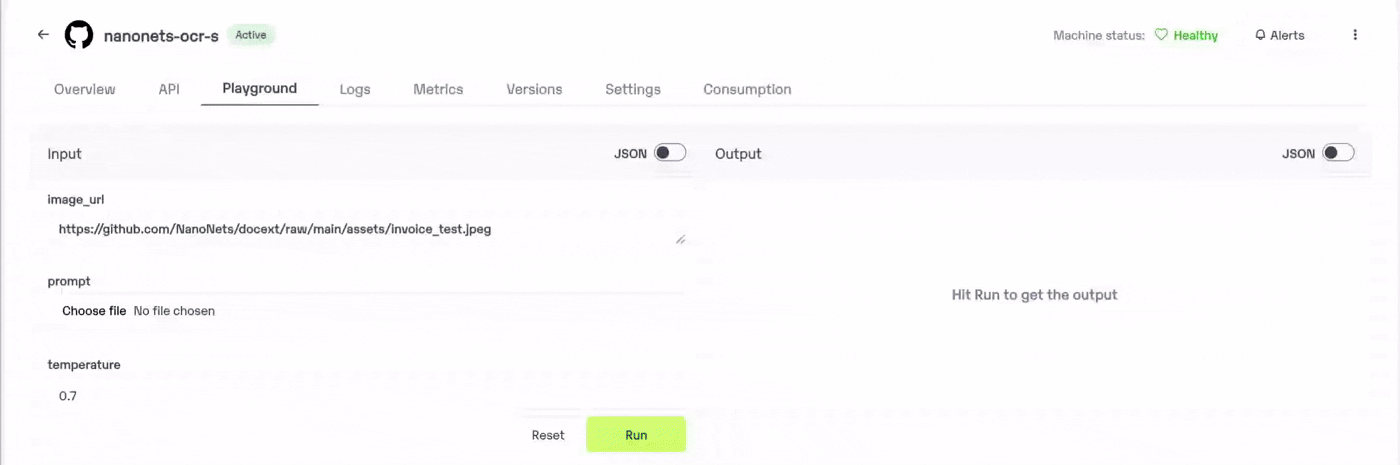 nanonets-ocr-s Active Machine status: Healthy Alerts
Overview API Playground Logs Metrics Versions Settings Consumption
Input JSON Output JSON
image_url
https://github.com/NanoNets/docext/raw/main/assets/invoice_test.jpeg
prompt
Hit Run to get the output
Choose file No file chosen
temperature
0.7
Reset Run